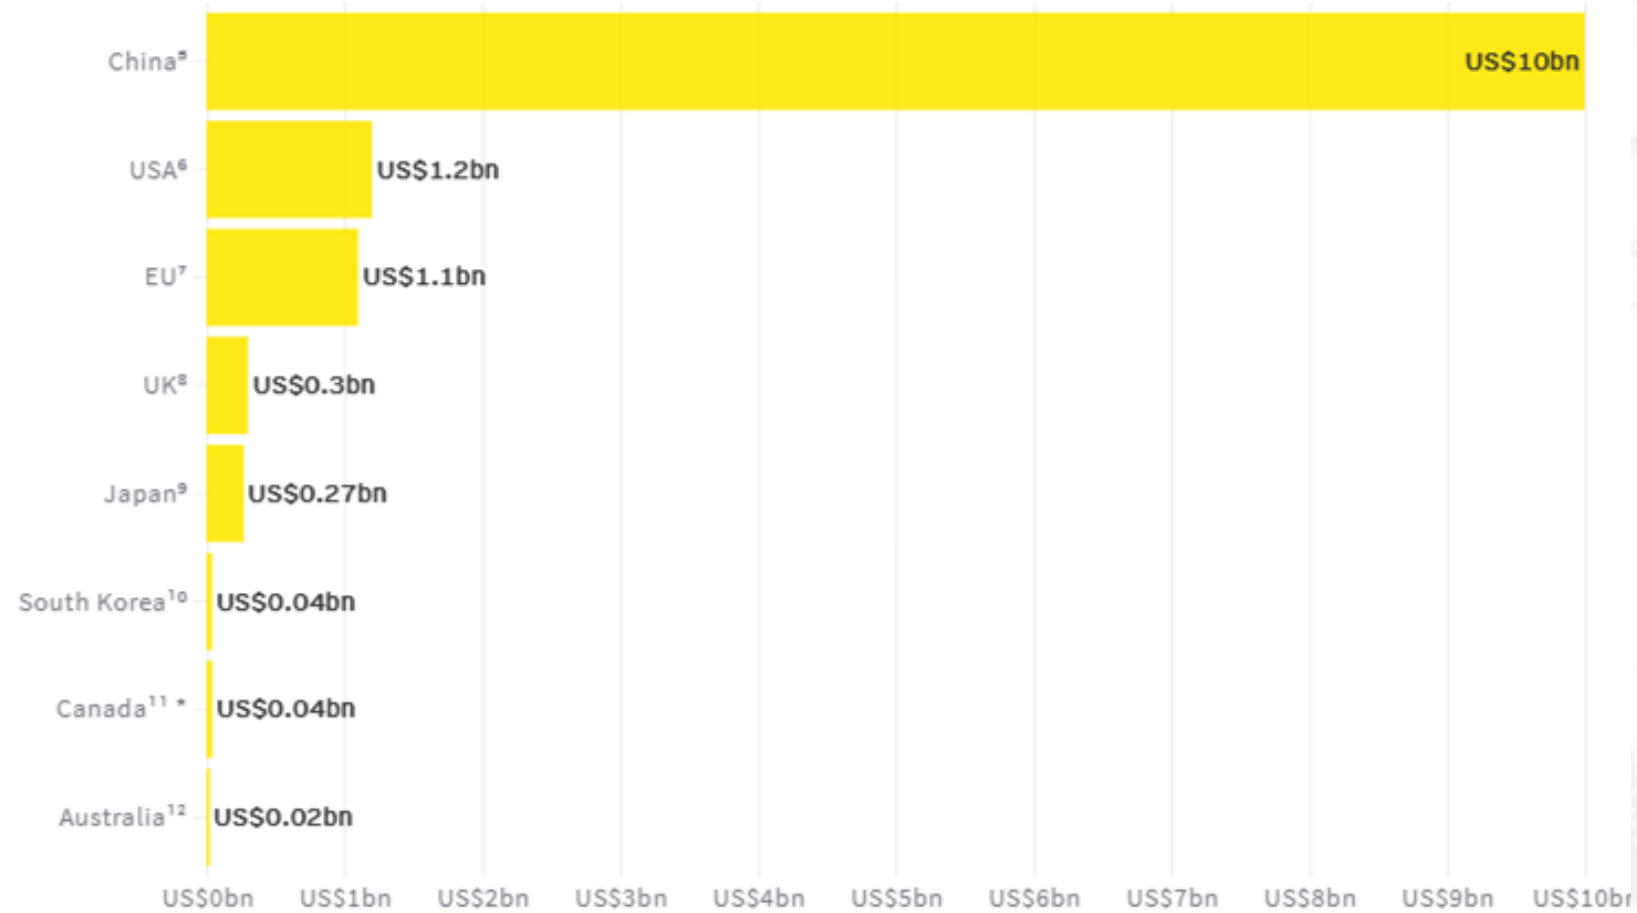 China⁵ US$10bn
USA⁶ US$1.2bn
EU⁷ US$1.1bn
UK⁸ US$0.3bn
Japan⁹ US$0.27bn
South Korea¹⁰ US$0.04bn
Canada¹¹ * US$0.04bn
Australia¹² US$0.02bn
US$0bn US$1bn US$2bn US$3bn US$4bn US$5bn US$6bn US$7bn US$8bn US$9bn US$10bn